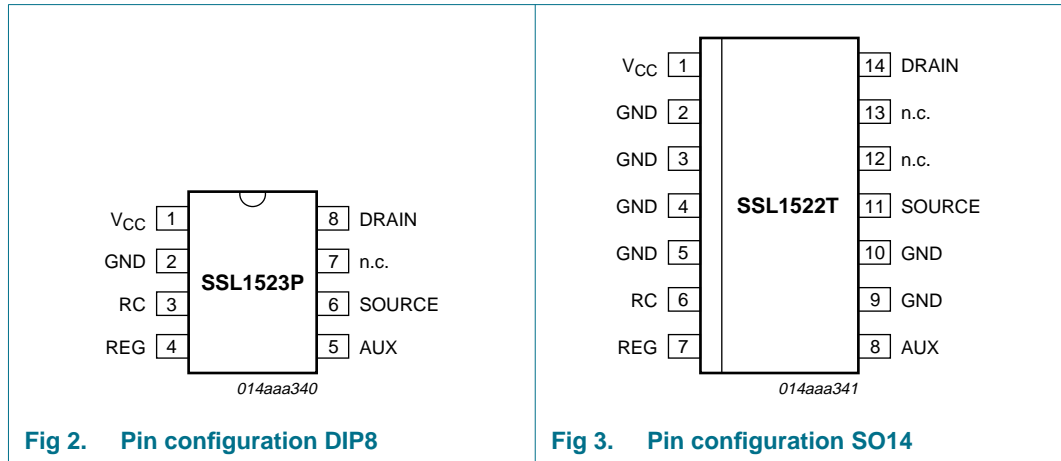 VCC 1 8 DRAIN
GND 2 7 n.c.
SSL1523P
RC 3 6 SOURCE
REG 4 5 AUX
014aaa340
Fig 2. Pin configuration DIP8
VCC 1 14 DRAIN
GND 2 13 n.c.
GND 3 12 n.c.
GND 4 SSL1522T 11 SOURCE
GND 5 10 GND
RC 6 9 GND
REG 7 8 AUX
014aaa341
Fig 3. Pin configuration SO14